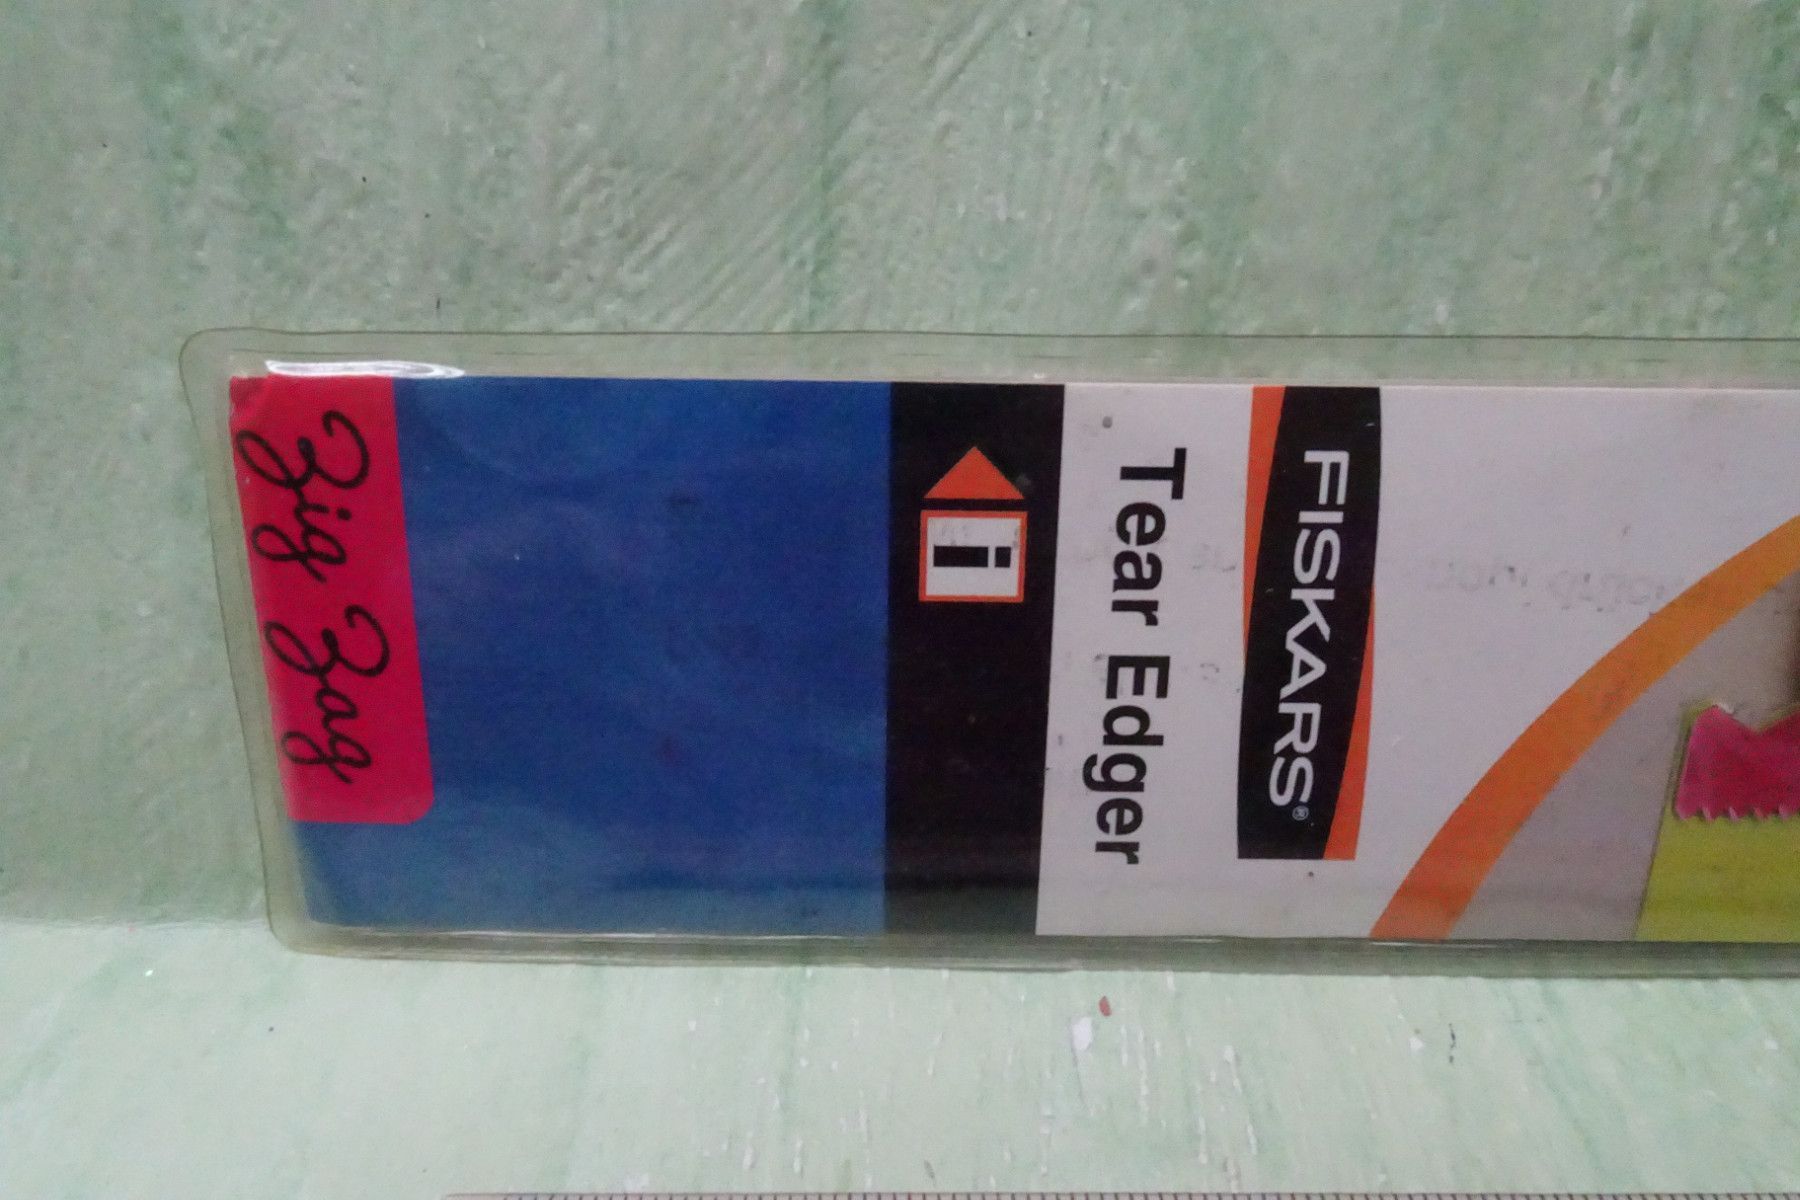 FISKARS®
Tear Edger
i
Zig Zag